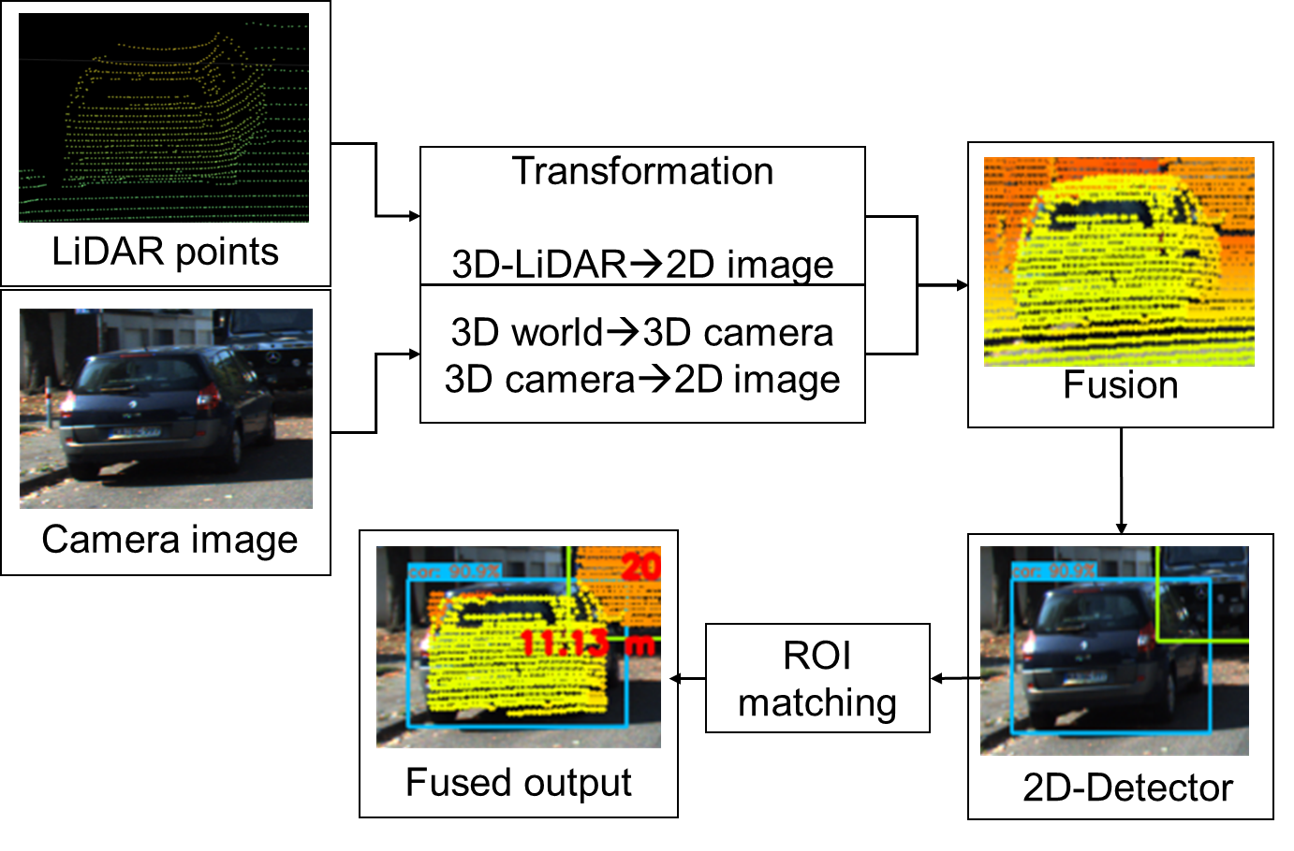 LiDAR points
Camera image
Transformation
3D-LiDAR→2D image
3D world→3D camera
3D camera→2D image
Fusion
car: 90.9%
2D-Detector
ROI
matching
car: 90.9%
20
11.13 m
Fused output